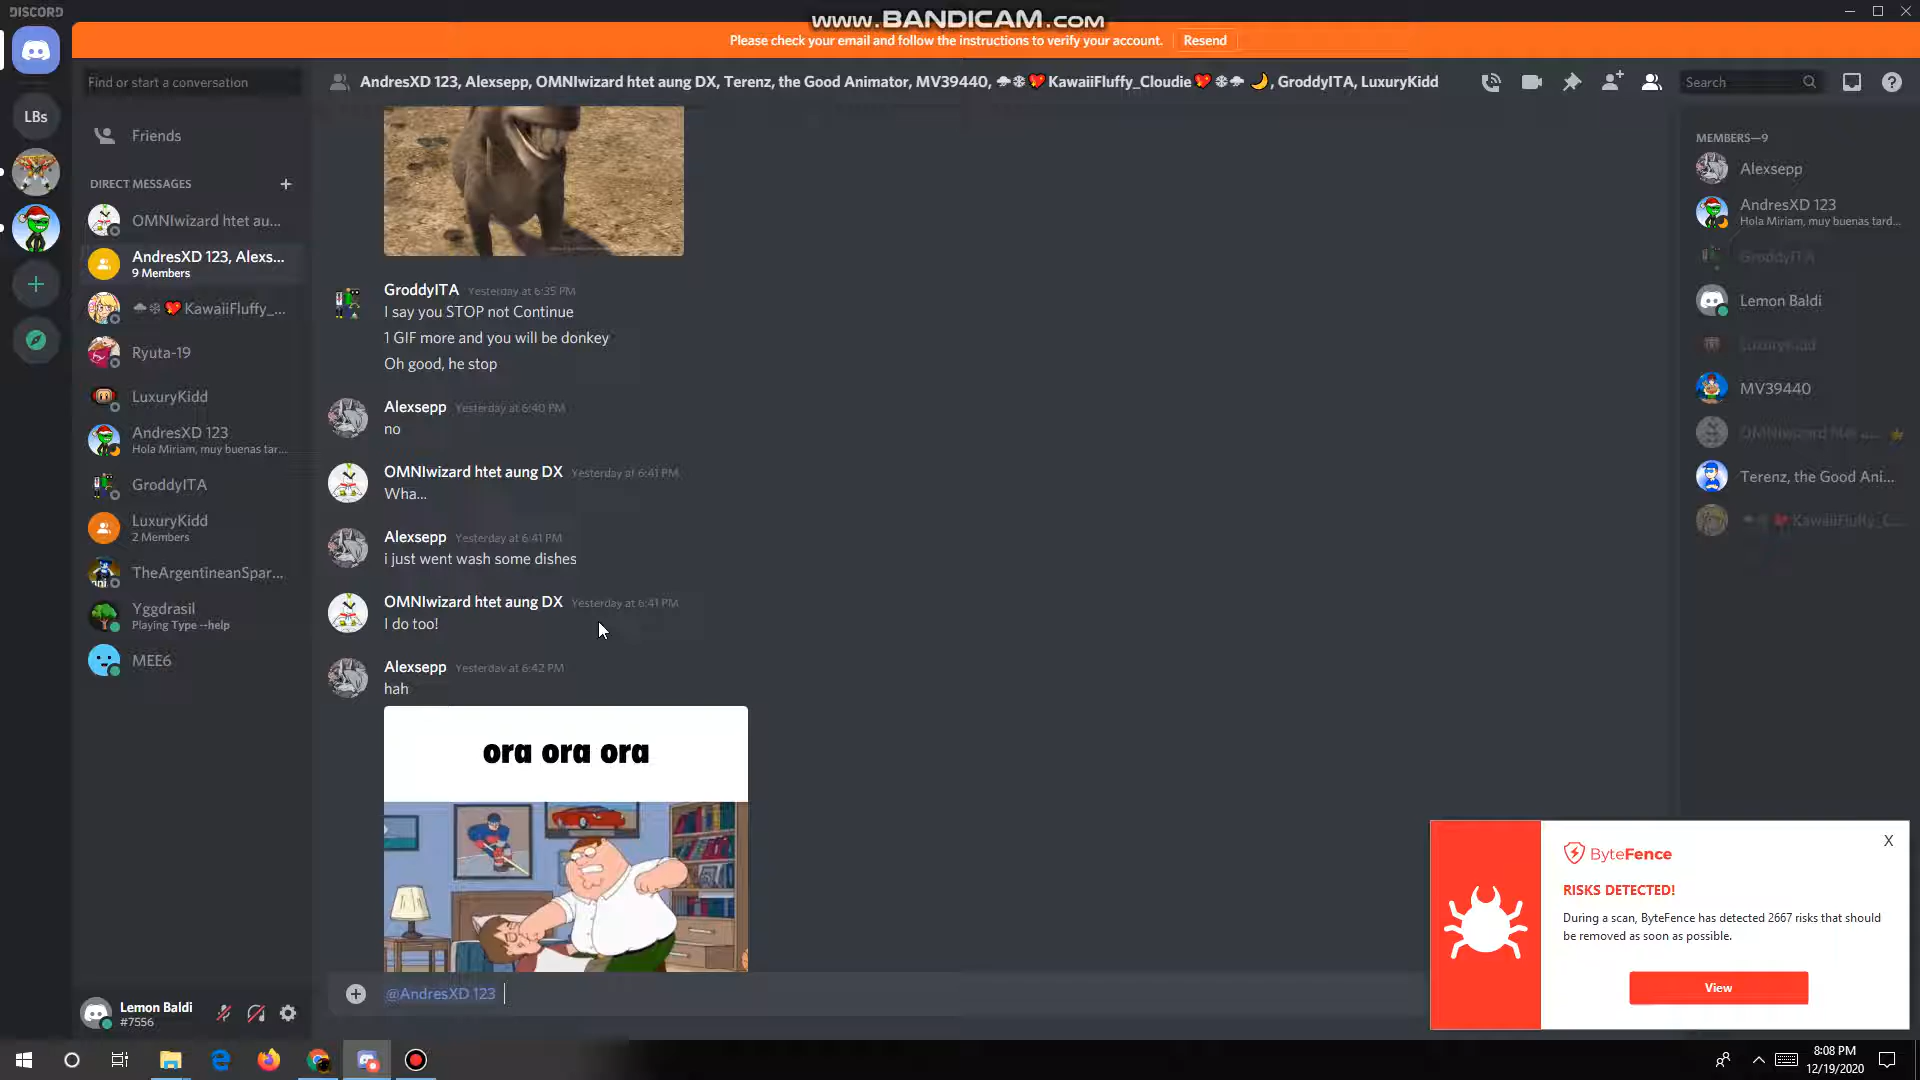 DISCORD
www.BANDICAM.COM
Please check your email and follow the instructions to verify your account.
Resend
Find or start a conversation
AndresXD 123, Alexsepp, OMNIwizard htet aung DX, Terenz, the Good Animator, MV39440, 🌧❄💖KawaiiFluffy_Cloudie💖❄🌧 🌙, GroddyITA, LuxuryKidd
Search
LBs
Friends
DIRECT MESSAGES
OMNIwizard htet au...
AndresXD 123, Alexs...
9 Members
🌧❄💖KawaiiFluffy_...
Ryuta-19
LuxuryKidd
AndresXD 123
Hola Miriam, muy buenas tar...
GroddyITA
LuxuryKidd
2 Members
TheArgentineanSpar...
Yggdrasil
Playing Type --help
MEE6
Lemon Baldi
#7556
GroddyITA Yesterday at 6:35 PM
I say you STOP not Continue
1 GIF more and you will be donkey
Oh good, he stop
Alexsepp Yesterday at 6:40 PM
no
OMNIwizard htet aung DX Yesterday at 6:41 PM
Wha...
Alexsepp Yesterday at 6:41 PM
i just went wash some dishes
OMNIwizard htet aung DX Yesterday at 6:41 PM
I do too!
Alexsepp Yesterday at 6:42 PM
hah
ora ora ora
@AndresXD 123
MEMBERS—9
Alexsepp
AndresXD 123
Hola Miriam, muy buenas tard...
GroddyITA
Lemon Baldi
LuxuryKidd
MV39440
OMNIwizard htet ...
Terenz, the Good Ani...
KawaiiFluffy_C...
ByteFence
X
RISKS DETECTED!
During a scan, ByteFence has detected 2667 risks that should
be removed as soon as possible.
View
8:08 PM
12/19/2020